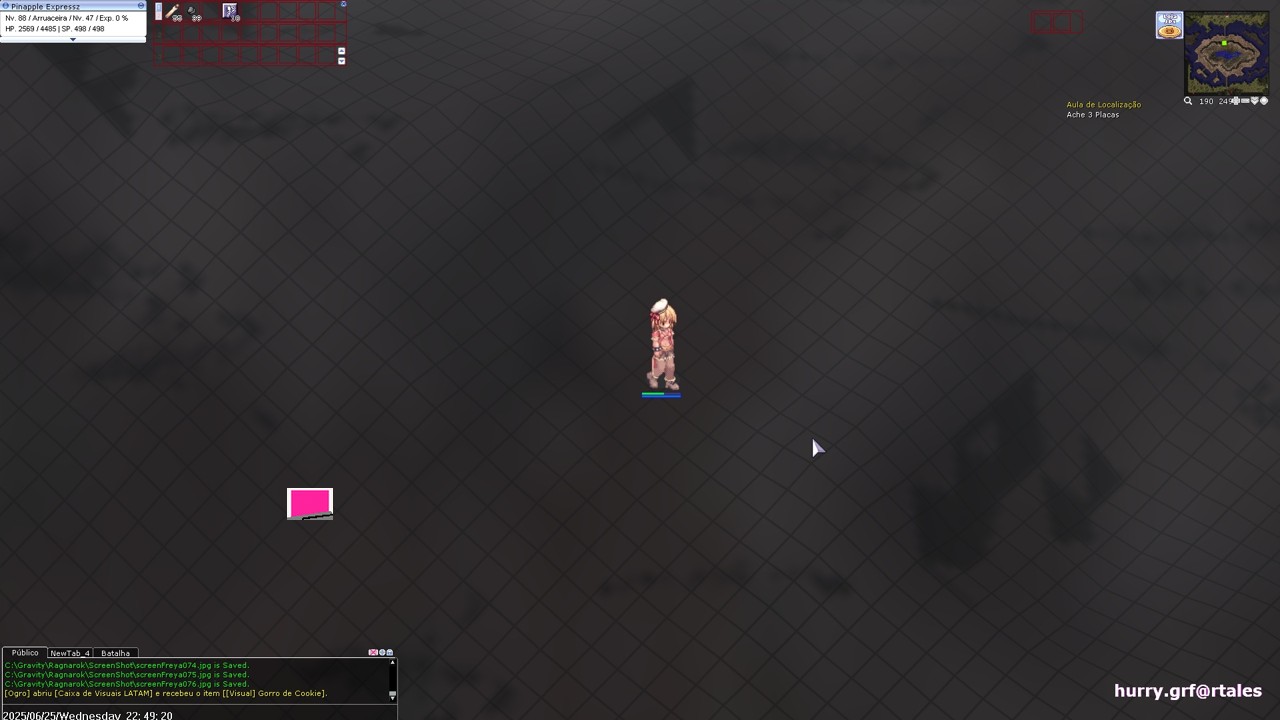 Pinapple Expressz
Nv. 88 / Arruaceira / Nv. 47 / Exp. 0 %
HP. 2569 / 4485 | SP. 498 / 498
55
99
10
190 249
Aula de Localização
Ache 3 Placas
Público
NewTab_4
Batalha
C:\Gravity\Ragnarok\ScreenShot\screenFreya074.jpg is Saved.
C:\Gravity\Ragnarok\ScreenShot\screenFreya075.jpg is Saved.
C:\Gravity\Ragnarok\ScreenShot\screenFreya076.jpg is Saved.
[Ogro] abriu [Caixa de Visuais LATAM] e recebeu o item [[Visual] Gorro de Cookie].
2025/06/25/Wednesday 22: 49: 20
hurry.grf@rtales